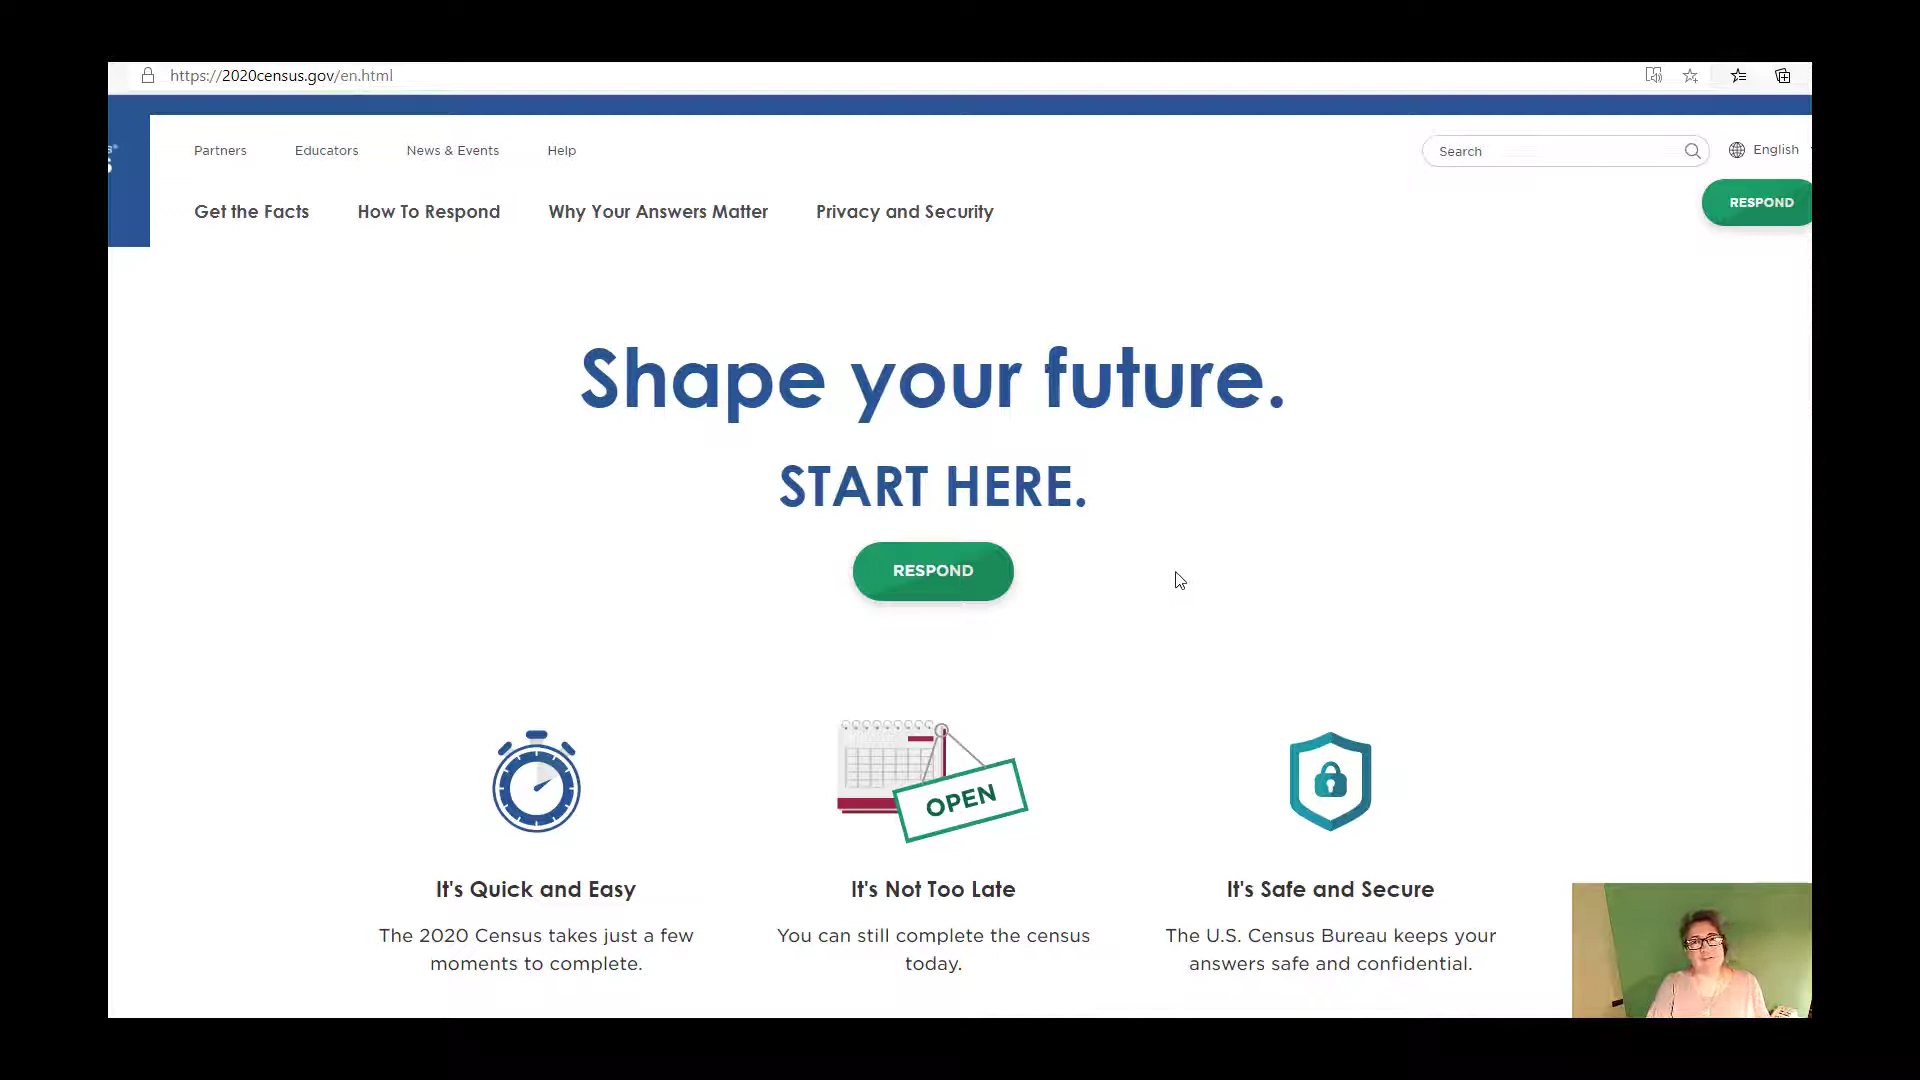 https://2020census.gov/en.html
Partners Educators News & Events Help
Search
English
Get the Facts How To Respond Why Your Answers Matter Privacy and Security
RESPOND
Shape your future.
START HERE.
RESPOND
OPEN
It's Quick and Easy
The 2020 Census takes just a few
moments to complete.
It's Not Too Late
You can still complete the census
today.
It's Safe and Secure
The U.S. Census Bureau keeps your
answers safe and confidential.